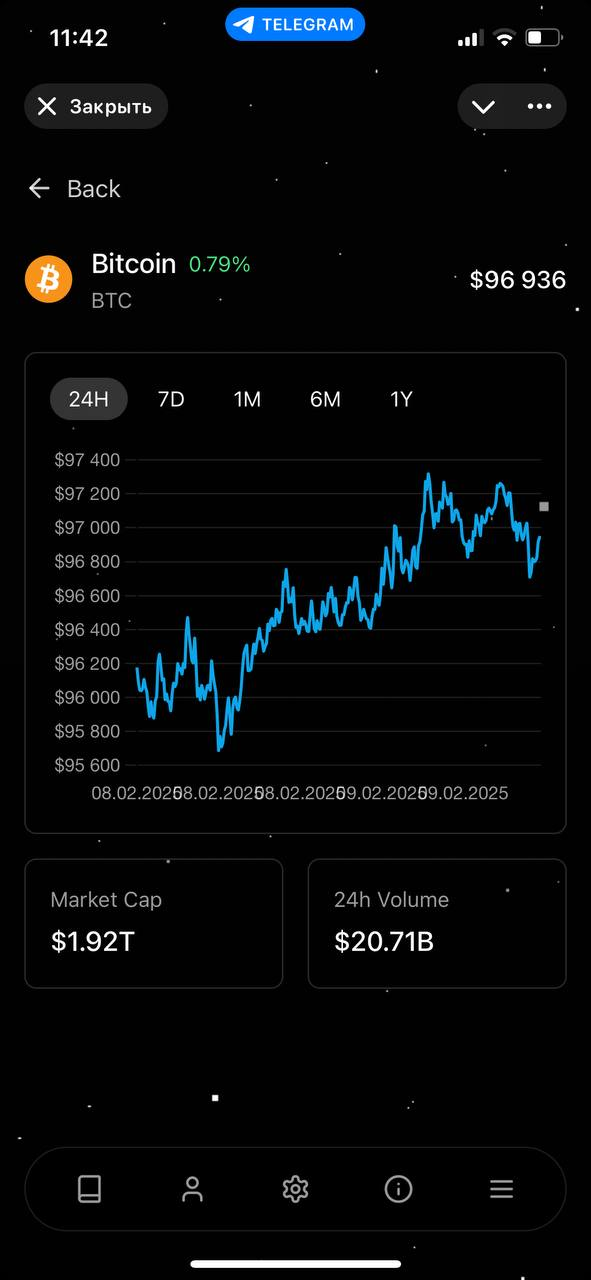 11:42
TELEGRAM
Закрыть
Back
Bitcoin 0.79%
BTC
$96 936
24H 7D 1M 6M 1Y
$97 400
$97 200
$97 000
$96 800
$96 600
$96 400
$96 200
$96 000
$95 800
$95 600
08.02.2025 08.02.2025 08.02.2025 09.02.2025 09.02.2025
Market Cap
$1.92T
24h Volume
$20.71B